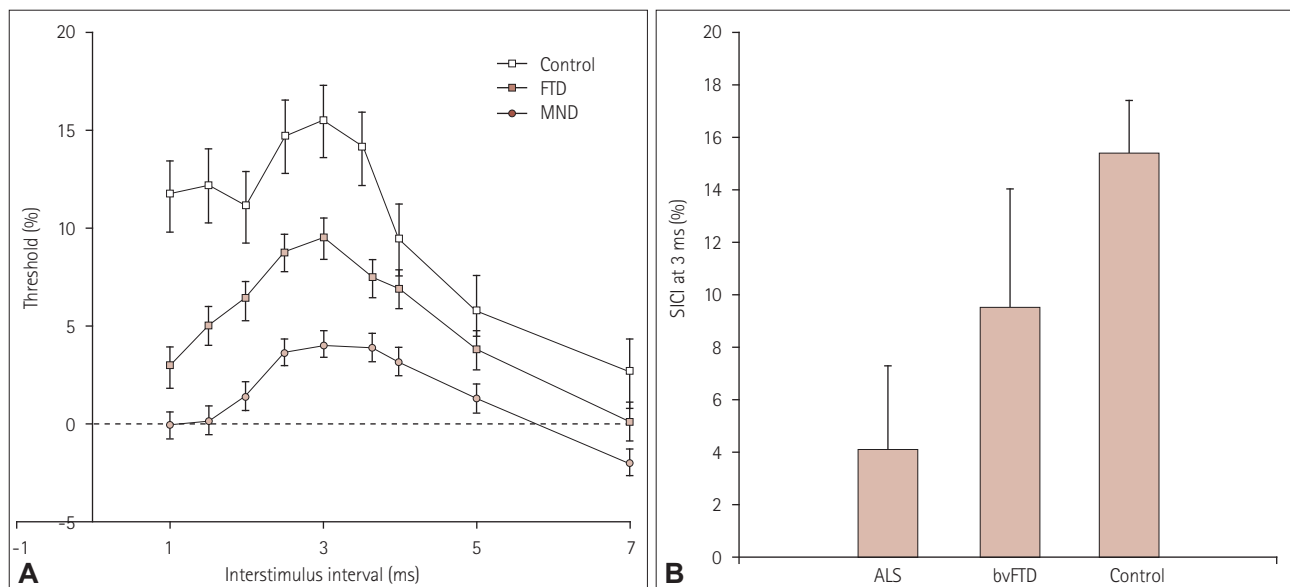 20
15
10
5
0
-5
-1
1
3
5
7
Threshold (%)
Interstimulus interval (ms)
Control
FTD
MND
A
20
18
16
14
12
10
8
6
4
2
0
SICI at 3 ms (%)
ALS
bvFTD
Control
B